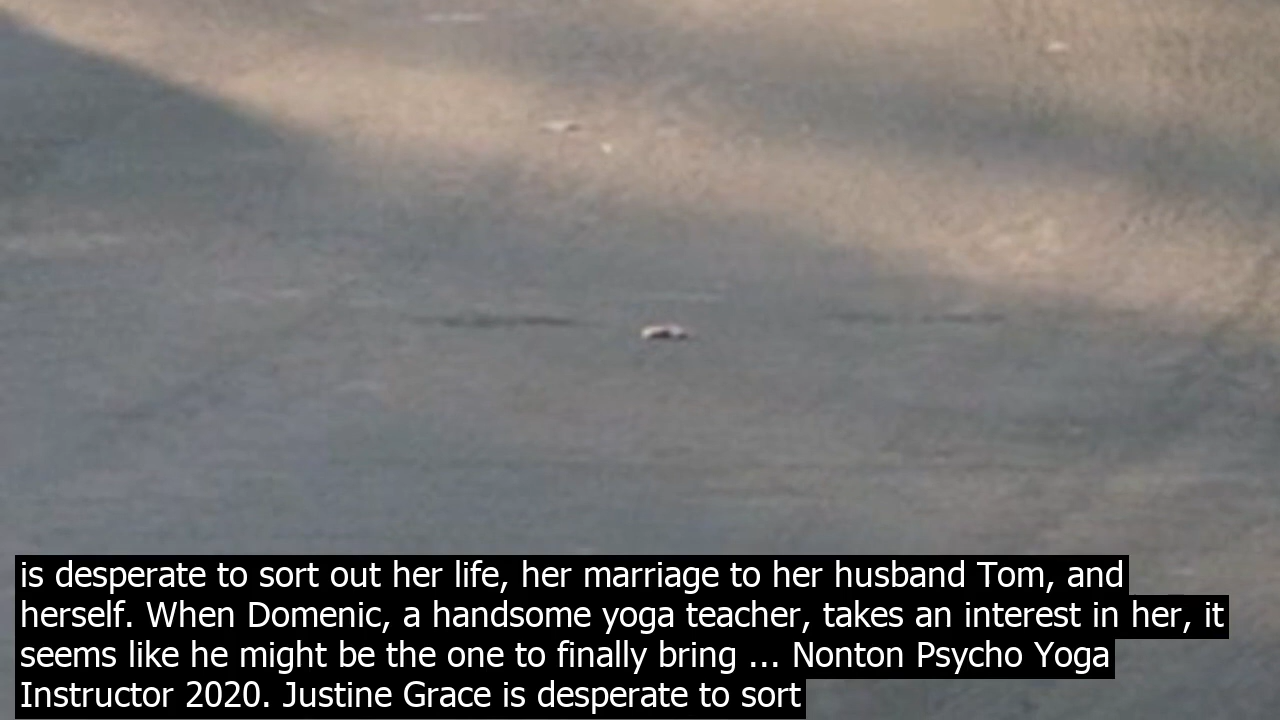 is desperate to sort out her life, her marriage to her husband Tom, and
herself. When Domenic, a handsome yoga teacher, takes an interest in her, it
seems like he might be the one to finally bring ... Nonton Psycho Yoga
Instructor 2020. Justine Grace is desperate to sort